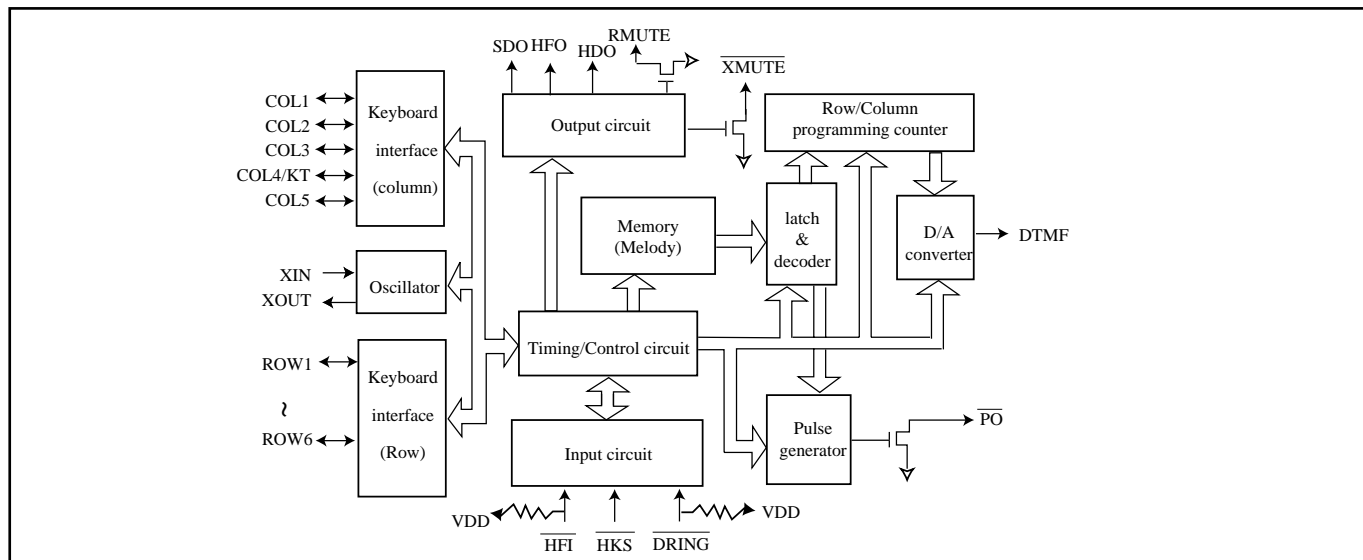 SDO
HFO
HDO
RMUTE
XMUTE
COL1
COL2
COL3
COL4/KT
COL5
Keyboard
interface
(column)
Output circuit
Row/Column
programming counter
Memory
(Melody)
latch
&
decoder
D/A
converter
DTMF
XIN
XOUT
Oscillator
Timing/Control circuit
ROW1
~
ROW6
Keyboard
interface
(Row)
Input circuit
Pulse
generator
PO
VDD
HFI
HKS
DRING
VDD